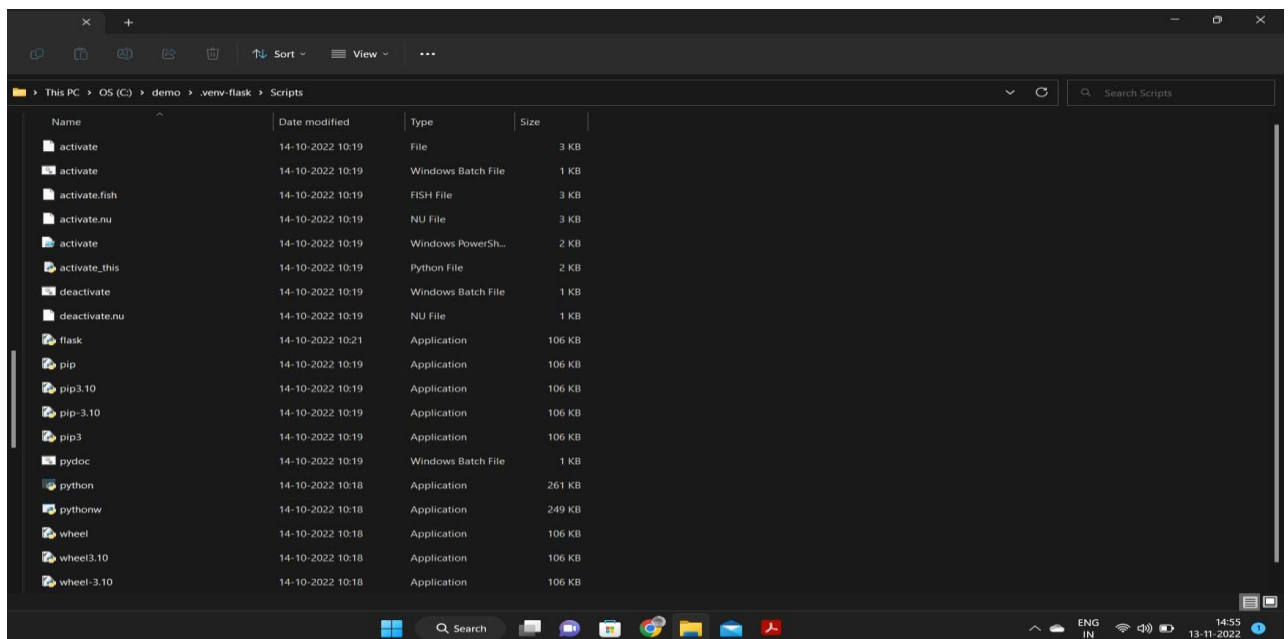 Sort
View
This PC > OS (C:) > demo > .venv-flask > Scripts
Search Scripts
Name Date modified Type Size
activate 14-10-2022 10:19 File 3 KB
activate 14-10-2022 10:19 Windows Batch File 1 KB
activate.fish 14-10-2022 10:19 FISH File 3 KB
activate.nu 14-10-2022 10:19 NU File 3 KB
activate 14-10-2022 10:19 Windows PowerSh... 2 KB
activate_this 14-10-2022 10:19 Python File 2 KB
deactivate 14-10-2022 10:19 Windows Batch File 1 KB
deactivate.nu 14-10-2022 10:19 NU File 1 KB
flask 14-10-2022 10:21 Application 106 KB
pip 14-10-2022 10:19 Application 106 KB
pip3.10 14-10-2022 10:19 Application 106 KB
pip-3.10 14-10-2022 10:19 Application 106 KB
pip3 14-10-2022 10:19 Application 106 KB
pydoc 14-10-2022 10:19 Windows Batch File 1 KB
python 14-10-2022 10:18 Application 261 KB
pythonw 14-10-2022 10:18 Application 249 KB
wheel 14-10-2022 10:18 Application 106 KB
wheel3.10 14-10-2022 10:18 Application 106 KB
wheel-3.10 14-10-2022 10:18 Application 106 KB
Search
ENG
IN
14:55
13-11-2022
1